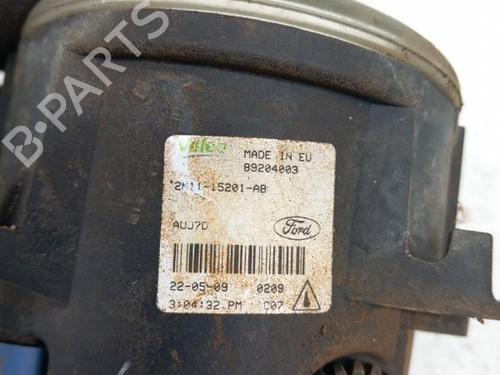 Valeo
MADE IN EU
89204003
2N11-15201-AB
AUJ7D
Ford
22-05-09 0209
3:04:32.PM C07
B-PARTS